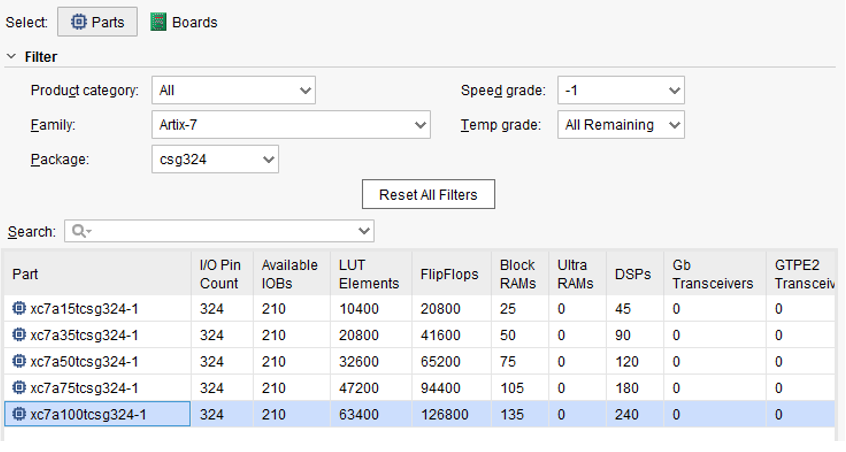 Select: Parts Boards
Filter
Product category: All Speed grade: -1
Family: Artix-7 Temp grade: All Remaining
Package: csg324
Reset All Filters
Search:
Part I/O Pin Count Available IOBs LUT Elements FlipFlops Block RAMs Ultra RAMs DSPs Gb Transceivers GTPE2 Transceiv
xc7a15tcsg324-1 324 210 10400 20800 25 0 45 0 0
xc7a35tcsg324-1 324 210 20800 41600 50 0 90 0 0
xc7a50tcsg324-1 324 210 32600 65200 75 0 120 0 0
xc7a75tcsg324-1 324 210 47200 94400 105 0 180 0 0
xc7a100tcsg324-1 324 210 63400 126800 135 0 240 0 0